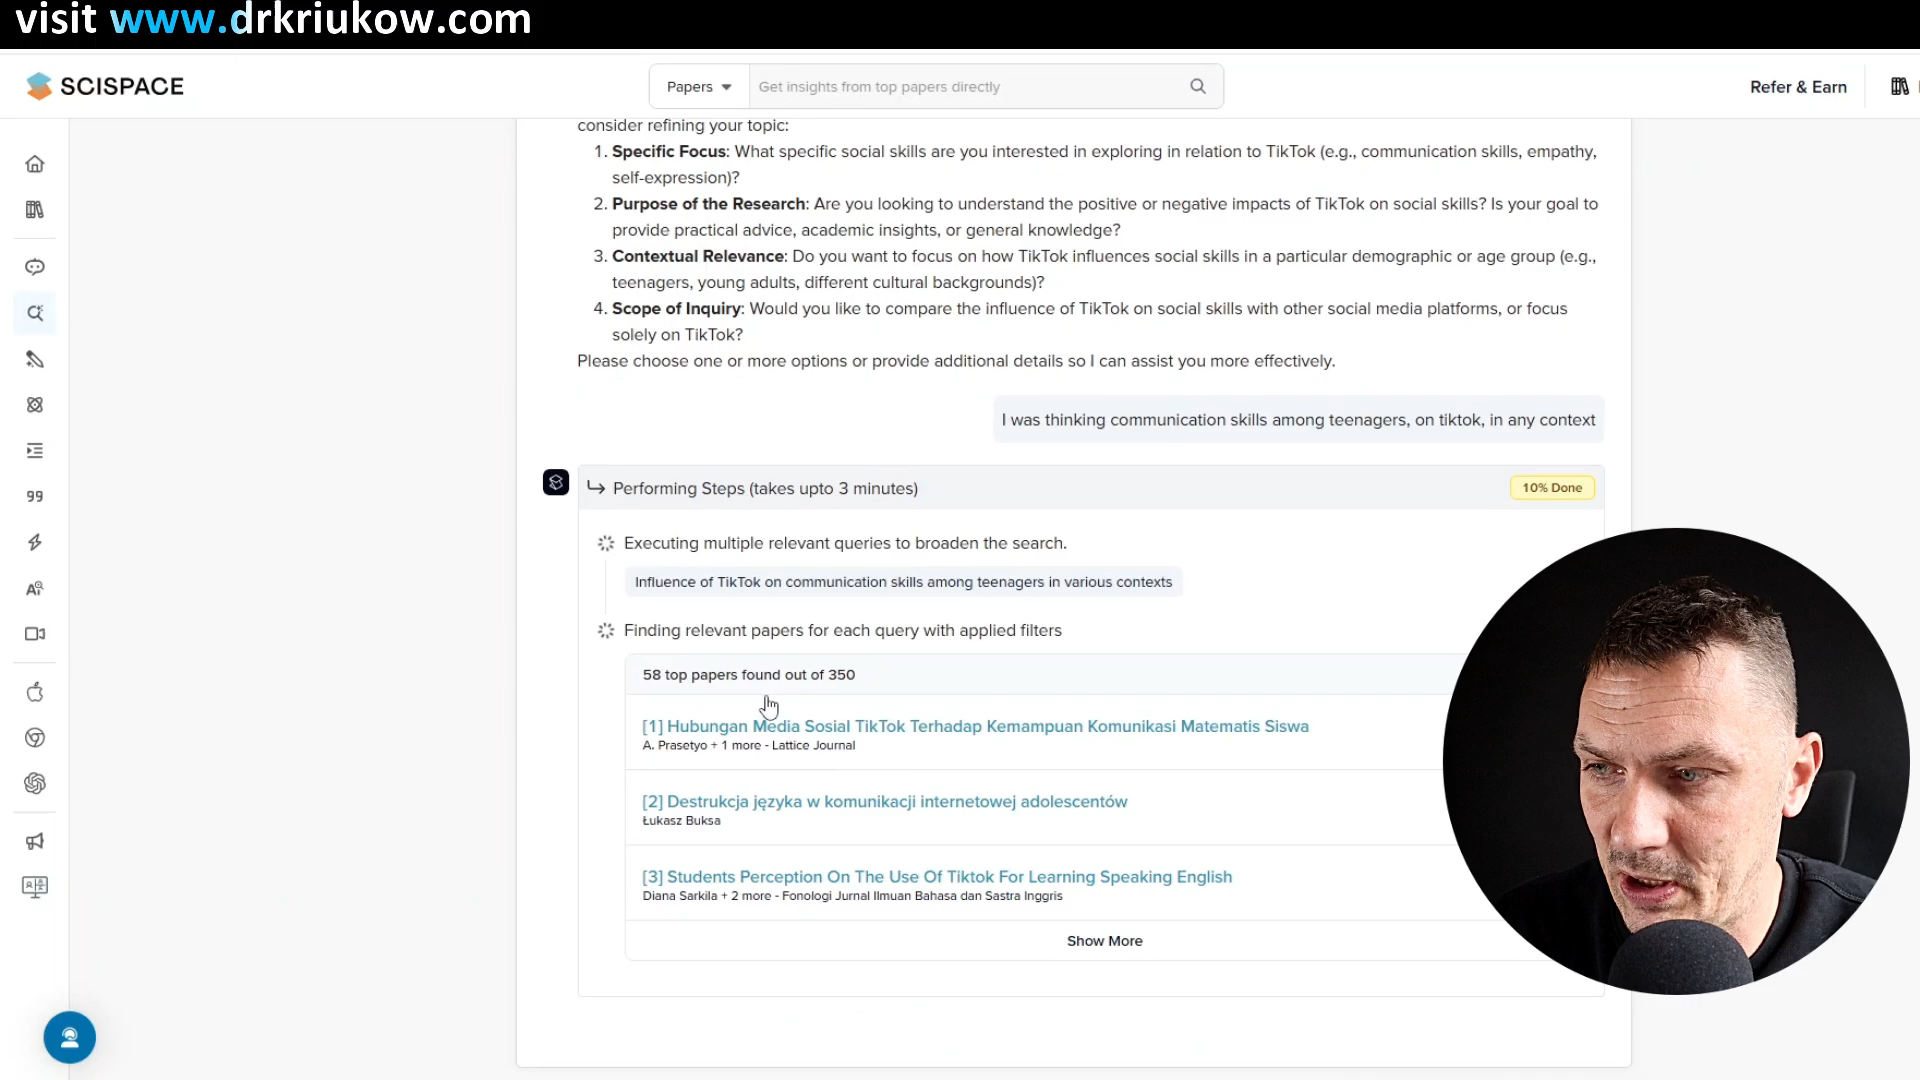 visit www.drkriukow.com
SCISPACE
Papers
Get insights from top papers directly
Refer & Earn
consider refining your topic:
1. Specific Focus: What specific social skills are you interested in exploring in relation to TikTok (e.g., communication skills, empathy,
self-expression)?
2. Purpose of the Research: Are you looking to understand the positive or negative impacts of TikTok on social skills? Is your goal to
provide practical advice, academic insights, or general knowledge?
3. Contextual Relevance: Do you want to focus on how TikTok influences social skills in a particular demographic or age group (e.g.,
teenagers, young adults, different cultural backgrounds)?
4. Scope of Inquiry: Would you like to compare the influence of TikTok on social skills with other social media platforms, or focus
solely on TikTok?
Please choose one or more options or provide additional details so I can assist you more effectively.
I was thinking communication skills among teenagers, on tiktok, in any context
Performing Steps (takes upto 3 minutes)
10% Done
Executing multiple relevant queries to broaden the search.
Influence of TikTok on communication skills among teenagers in various contexts
Finding relevant papers for each query with applied filters
58 top papers found out of 350
[1] Hubungan Media Sosial TikTok Terhadap Kemampuan Komunikasi Matematis Siswa
A. Prasetyo + 1 more - Lattice Journal
[2] Destrukcja języka w komunikacji internetowej adolescentów
Łukasz Buksa
[3] Students Perception On The Use Of Tiktok For Learning Speaking English
Diana Sarkila + 2 more - Fonologi Jurnal Ilmuan Bahasa dan Sastra Inggris
Show More